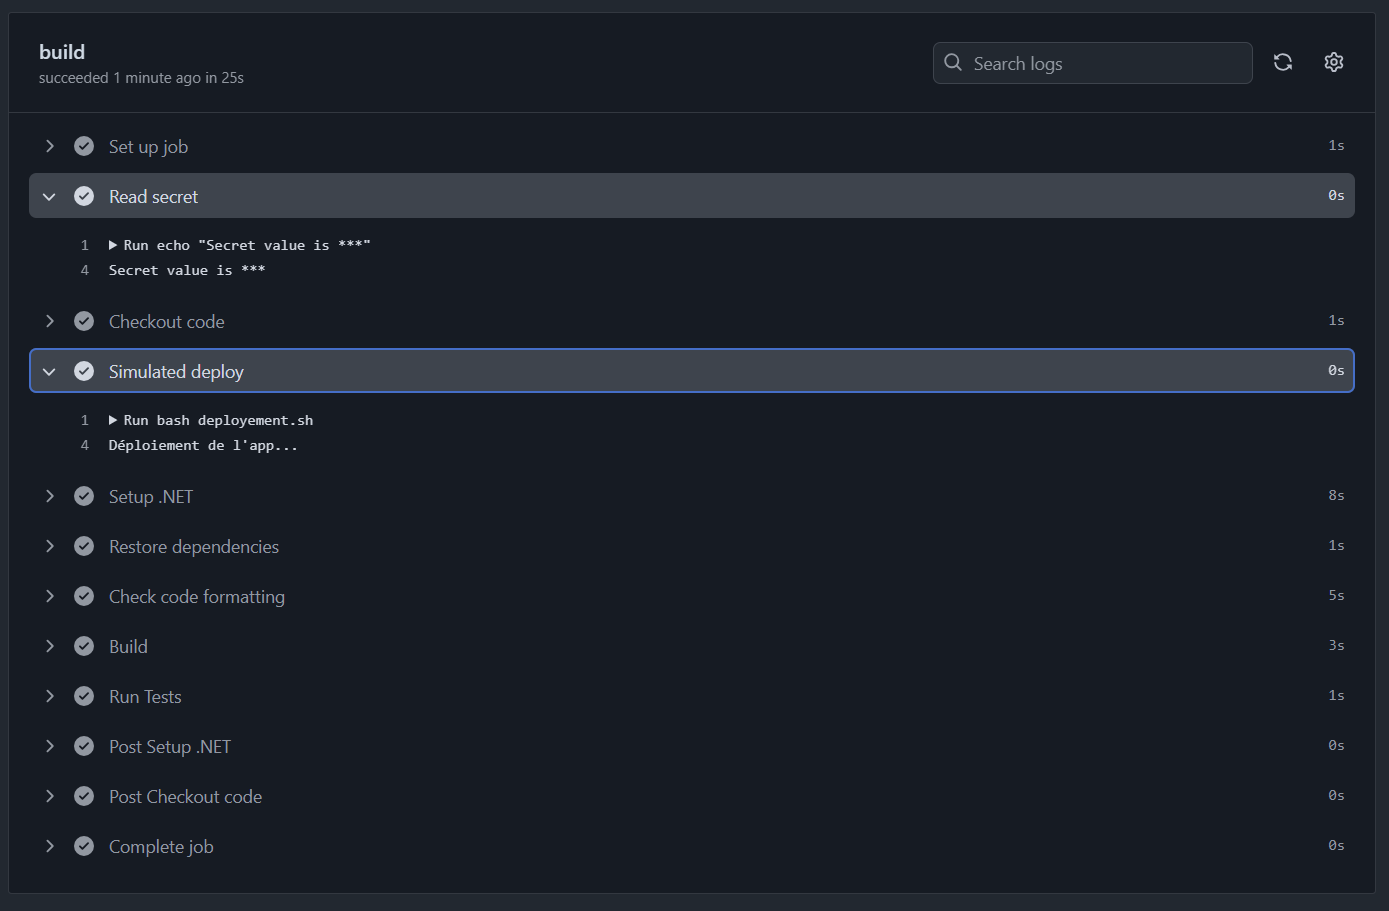 build
succeeded 1 minute ago in 25s
Search logs
Set up job 1s
Read secret 0s
1 Run echo "Secret value is ***"
4 Secret value is ***
Checkout code 1s
Simulated deploy 0s
1 Run bash deployement.sh
4 Déploiement de l'app...
Setup .NET 8s
Restore dependencies 1s
Check code formatting 5s
Build 3s
Run Tests 1s
Post Setup .NET 0s
Post Checkout code 0s
Complete job 0s